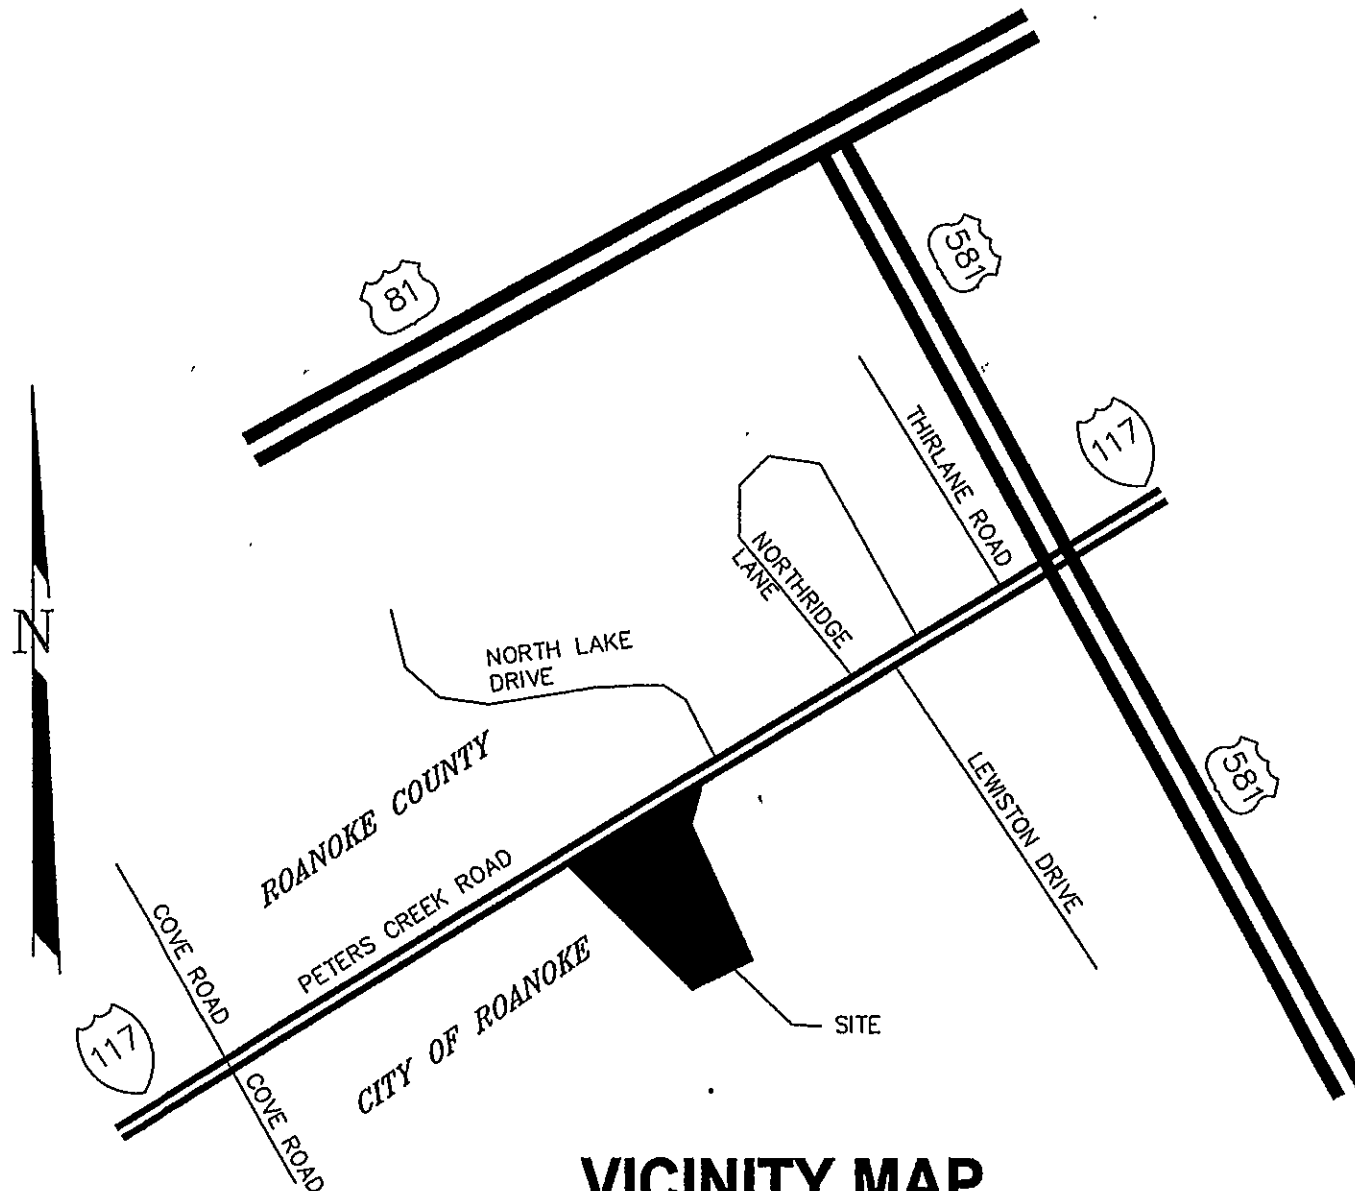 581
81
117
THIRLANE ROAD
NORTHRIDGE
LANE
N
NORTH LAKE
DRIVE
ROANOKE COUNTY
LEWISTON DRIVE
581
PETERS CREEK ROAD
COVE ROAD
CITY OF ROANOKE
SITE
117
COVE ROAD
VICINITY MAP